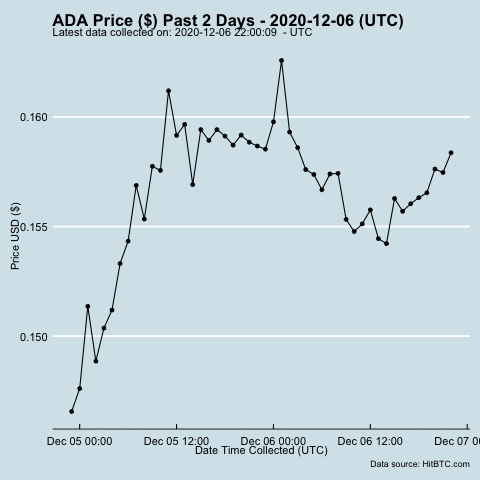 ADA Price ($) Past 2 Days - 2020-12-06 (UTC)
Latest data collected on: 2020-12-06 22:00:09 - UTC
0.160
0.155
0.150
Price USD ($)
Dec 05 00:00 Dec 05 12:00 Dec 06 00:00 Dec 06 12:00 Dec 07 0
Date Time Collected (UTC)
Data source: HitBTC.com